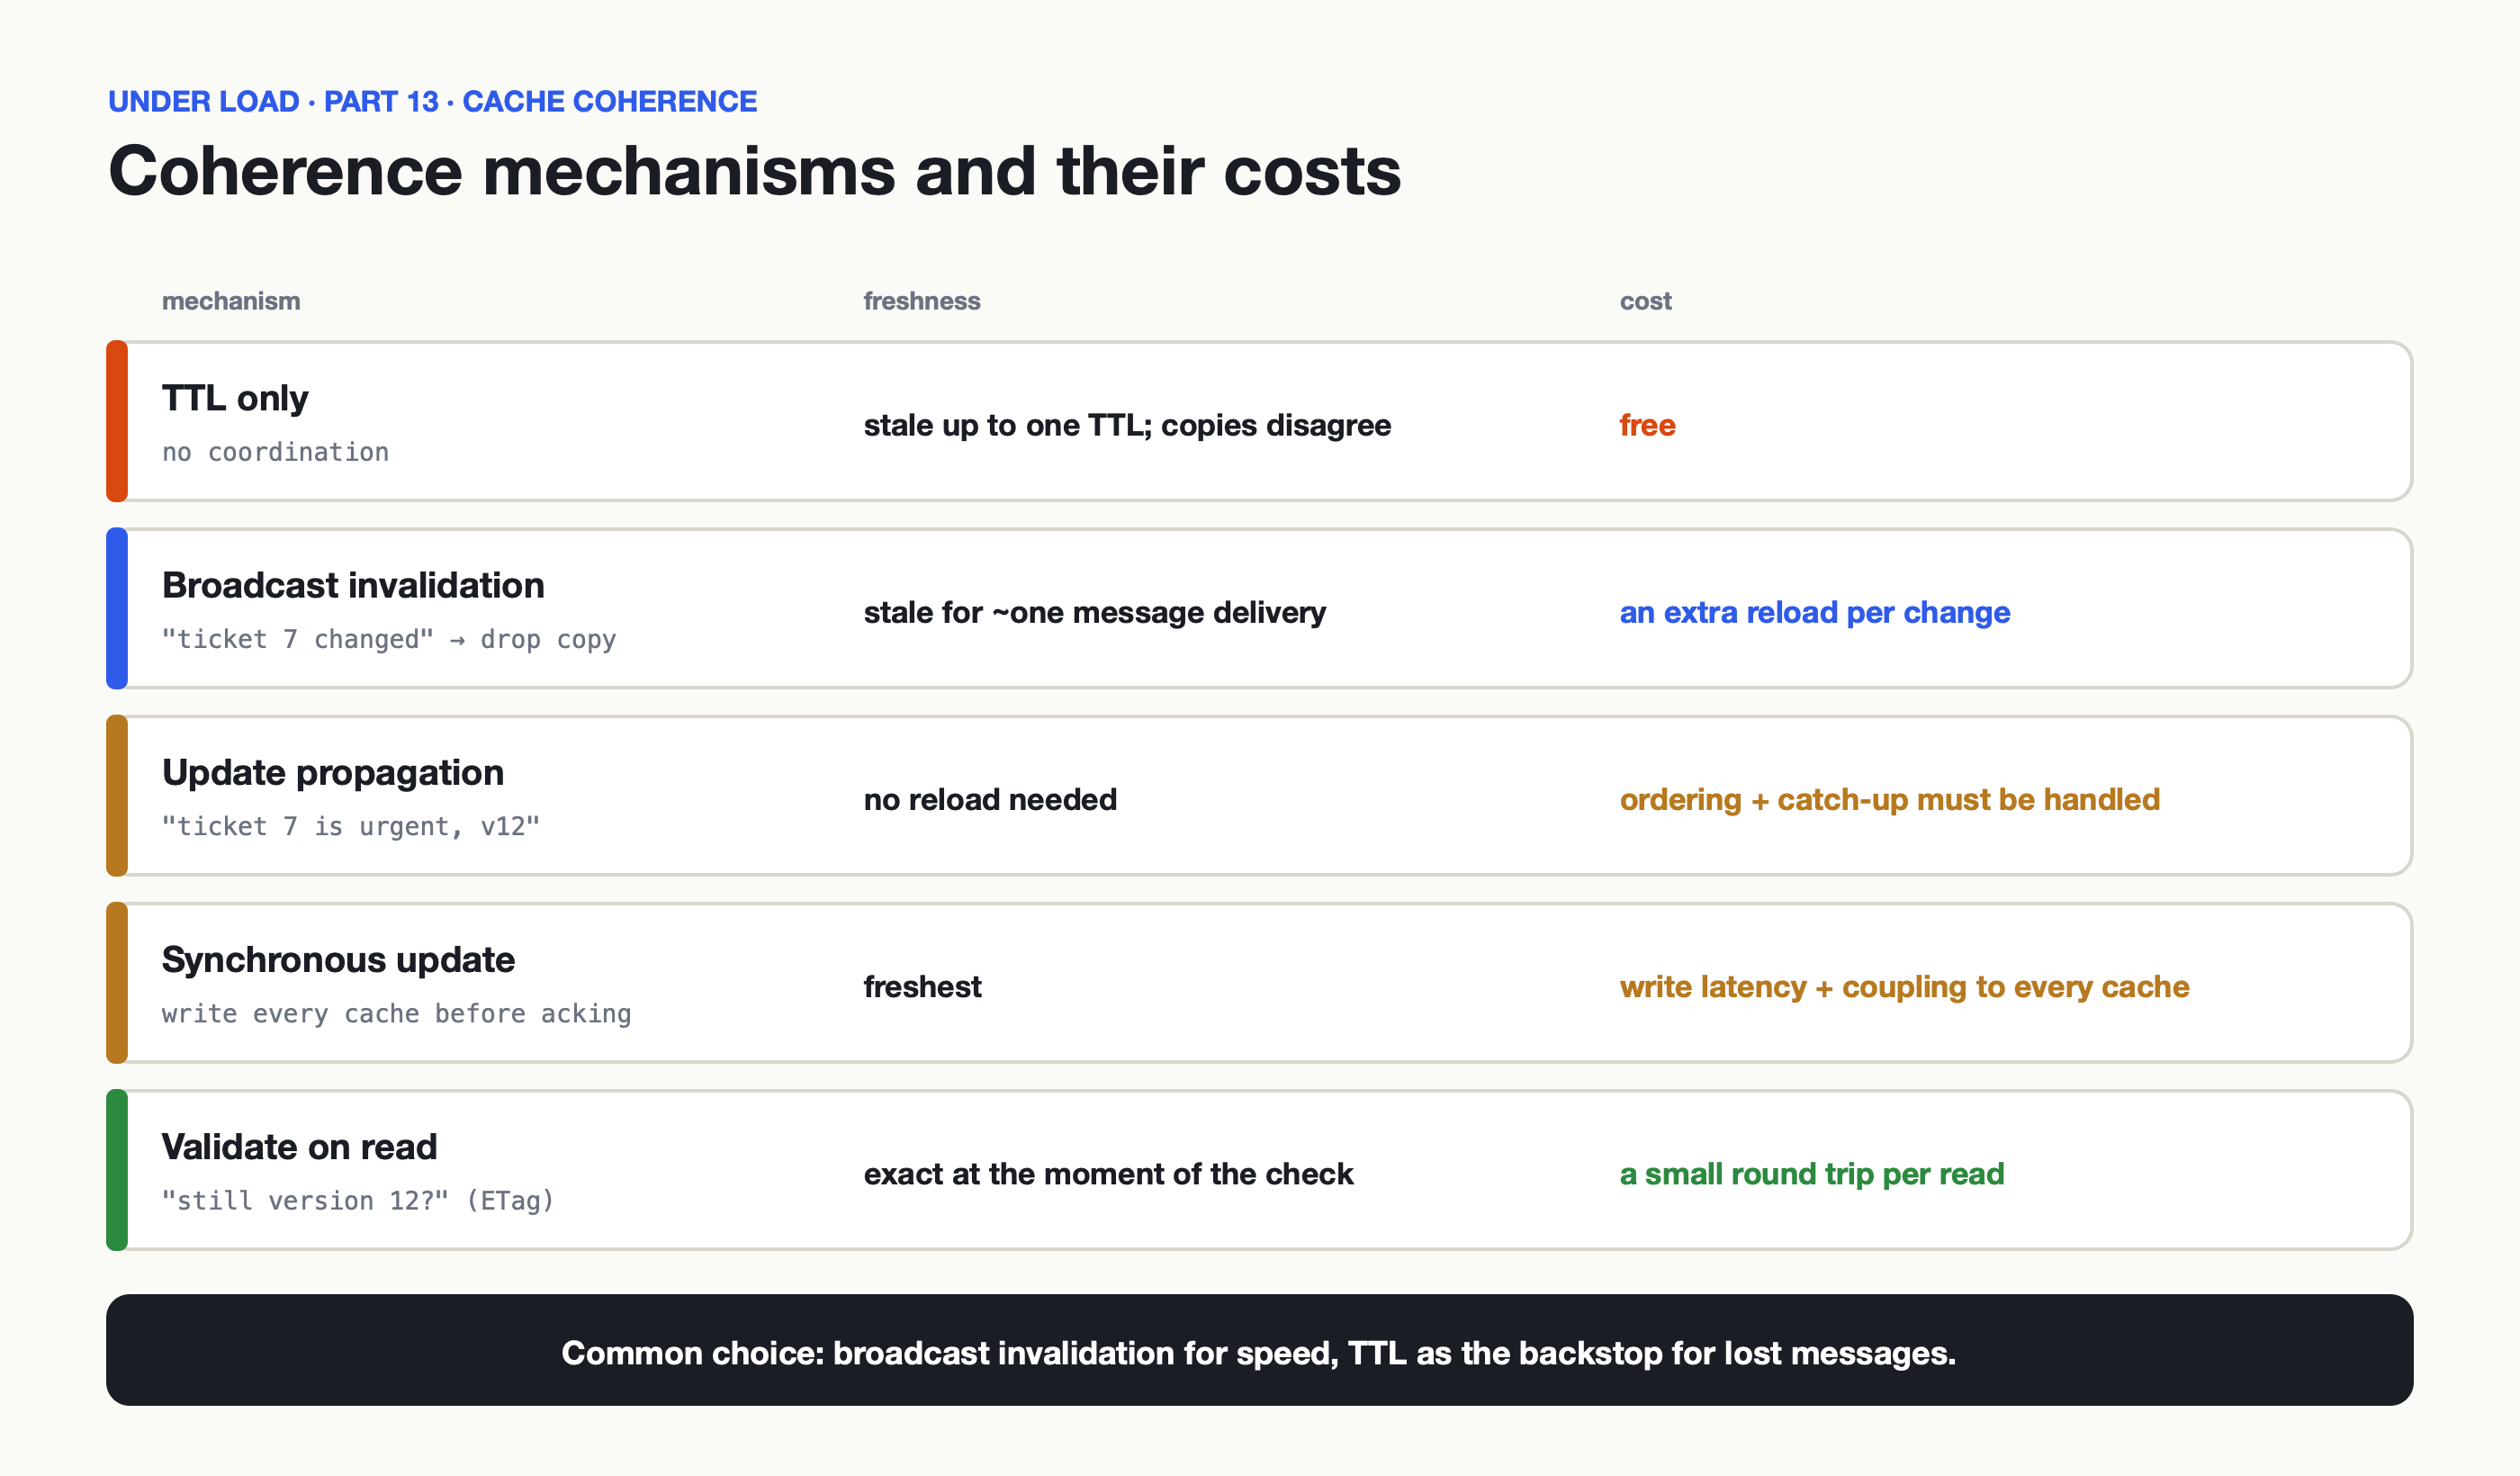 UNDER LOAD · PART 13 · CACHE COHERENCE
Coherence mechanisms and their costs
mechanism freshness cost
TTL only
stale up to one TTL; copies disagree free
no coordination
Broadcast invalidation
stale for ~one message delivery an extra reload per change
"ticket 7 changed" → drop copy
Update propagation
no reload needed ordering + catch-up must be handled
"ticket 7 is urgent, v12"
Synchronous update
freshest write latency + coupling to every cache
write every cache before acking
Validate on read
exact at the moment of the check a small round trip per read
"still version 12?" (ETag)
Common choice: broadcast invalidation for speed, TTL as the backstop for lost messages.